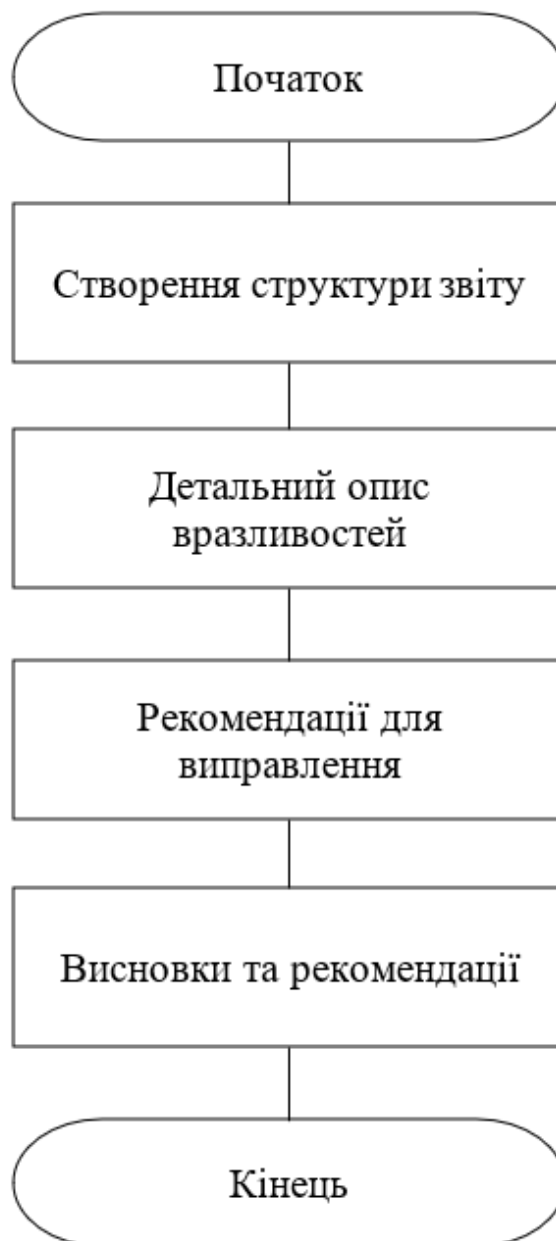 Початок
Створення структури звіту
Детальний опис
вразливостей
Рекомендації для
виправлення
Висновки та рекомендації
Кінець